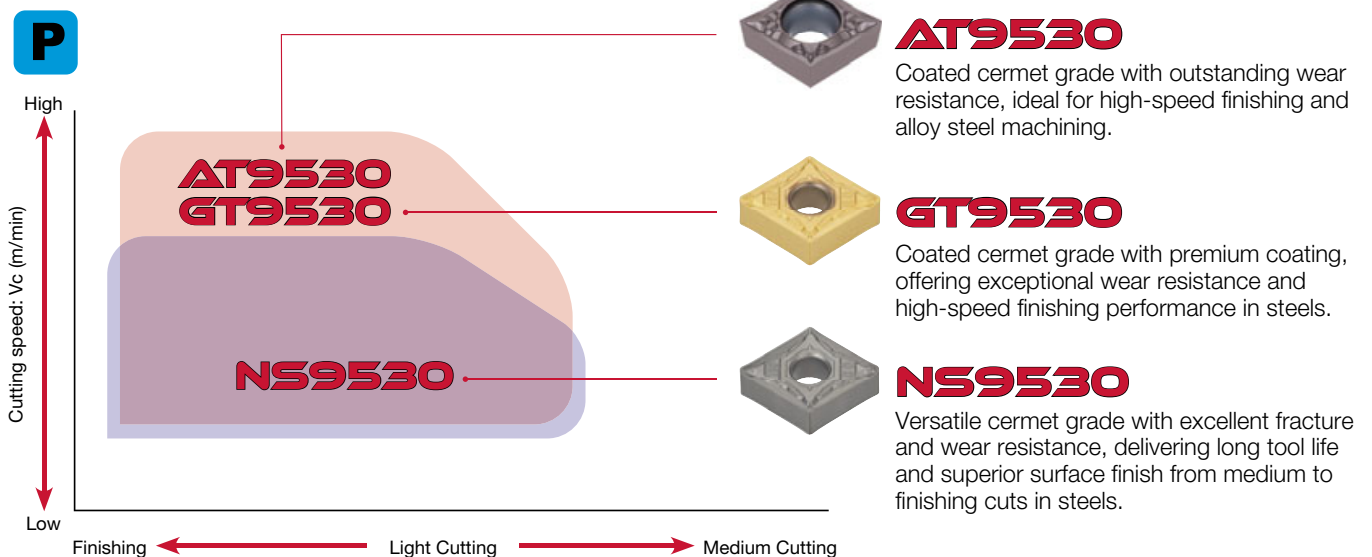 P
High
Cutting speed: Vc (m/min)
Low
Finishing
Light Cutting
Medium Cutting
AT9530
GT9530
NS9530
AT9530
Coated cermet grade with outstanding wear
resistance, ideal for high-speed finishing and
alloy steel machining.
GT9530
Coated cermet grade with premium coating,
offering exceptional wear resistance and
high-speed finishing performance in steels.
NS9530
Versatile cermet grade with excellent fracture
and wear resistance, delivering long tool life
and superior surface finish from medium to
finishing cuts in steels.